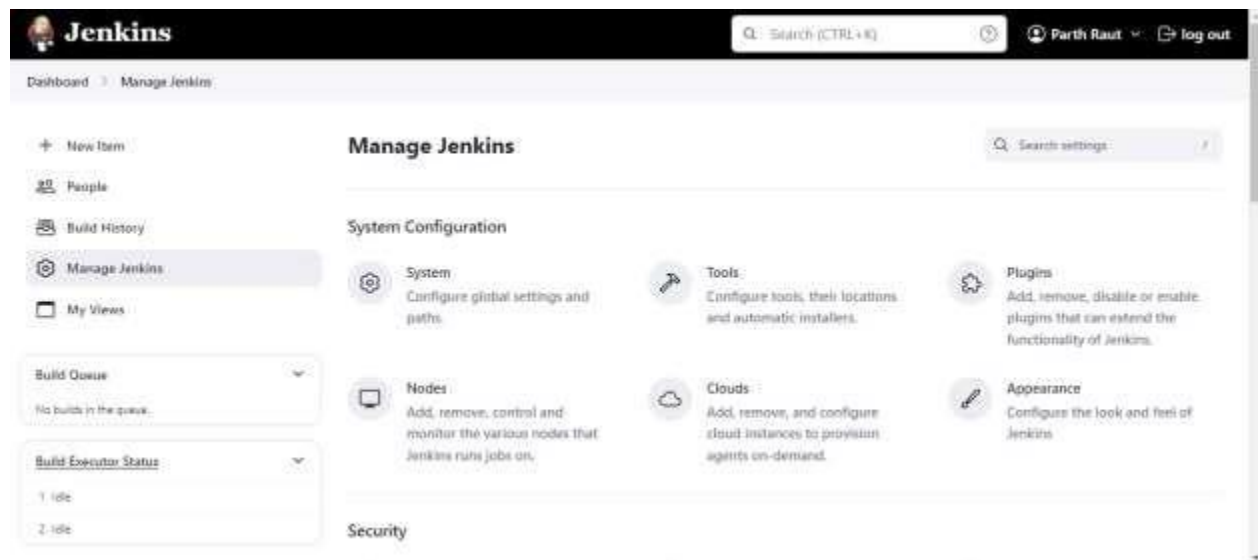 Jenkins
Search (CTRL+K)
Parth Raut
log out
Dashboard
Manage Jenkins
New Item
People
Build History
Manage Jenkins
My Views
Build Queue
No builds in the queue.
Build Executor Status
1 Idle
2 Idle
Manage Jenkins
Search settings
/
System Configuration
System
Configure global settings and
paths.
Tools
Configure tools, their locations
and automatic installers.
Plugins
Add, remove, disable or enable
plugins that can extend the
functionality of Jenkins.
Nodes
Add, remove, control and
monitor the various nodes that
Jenkins runs jobs on.
Clouds
Add, remove, and configure
cloud instances to provision
agents on-demand.
Appearance
Configure the look and feel of
Jenkins
Security